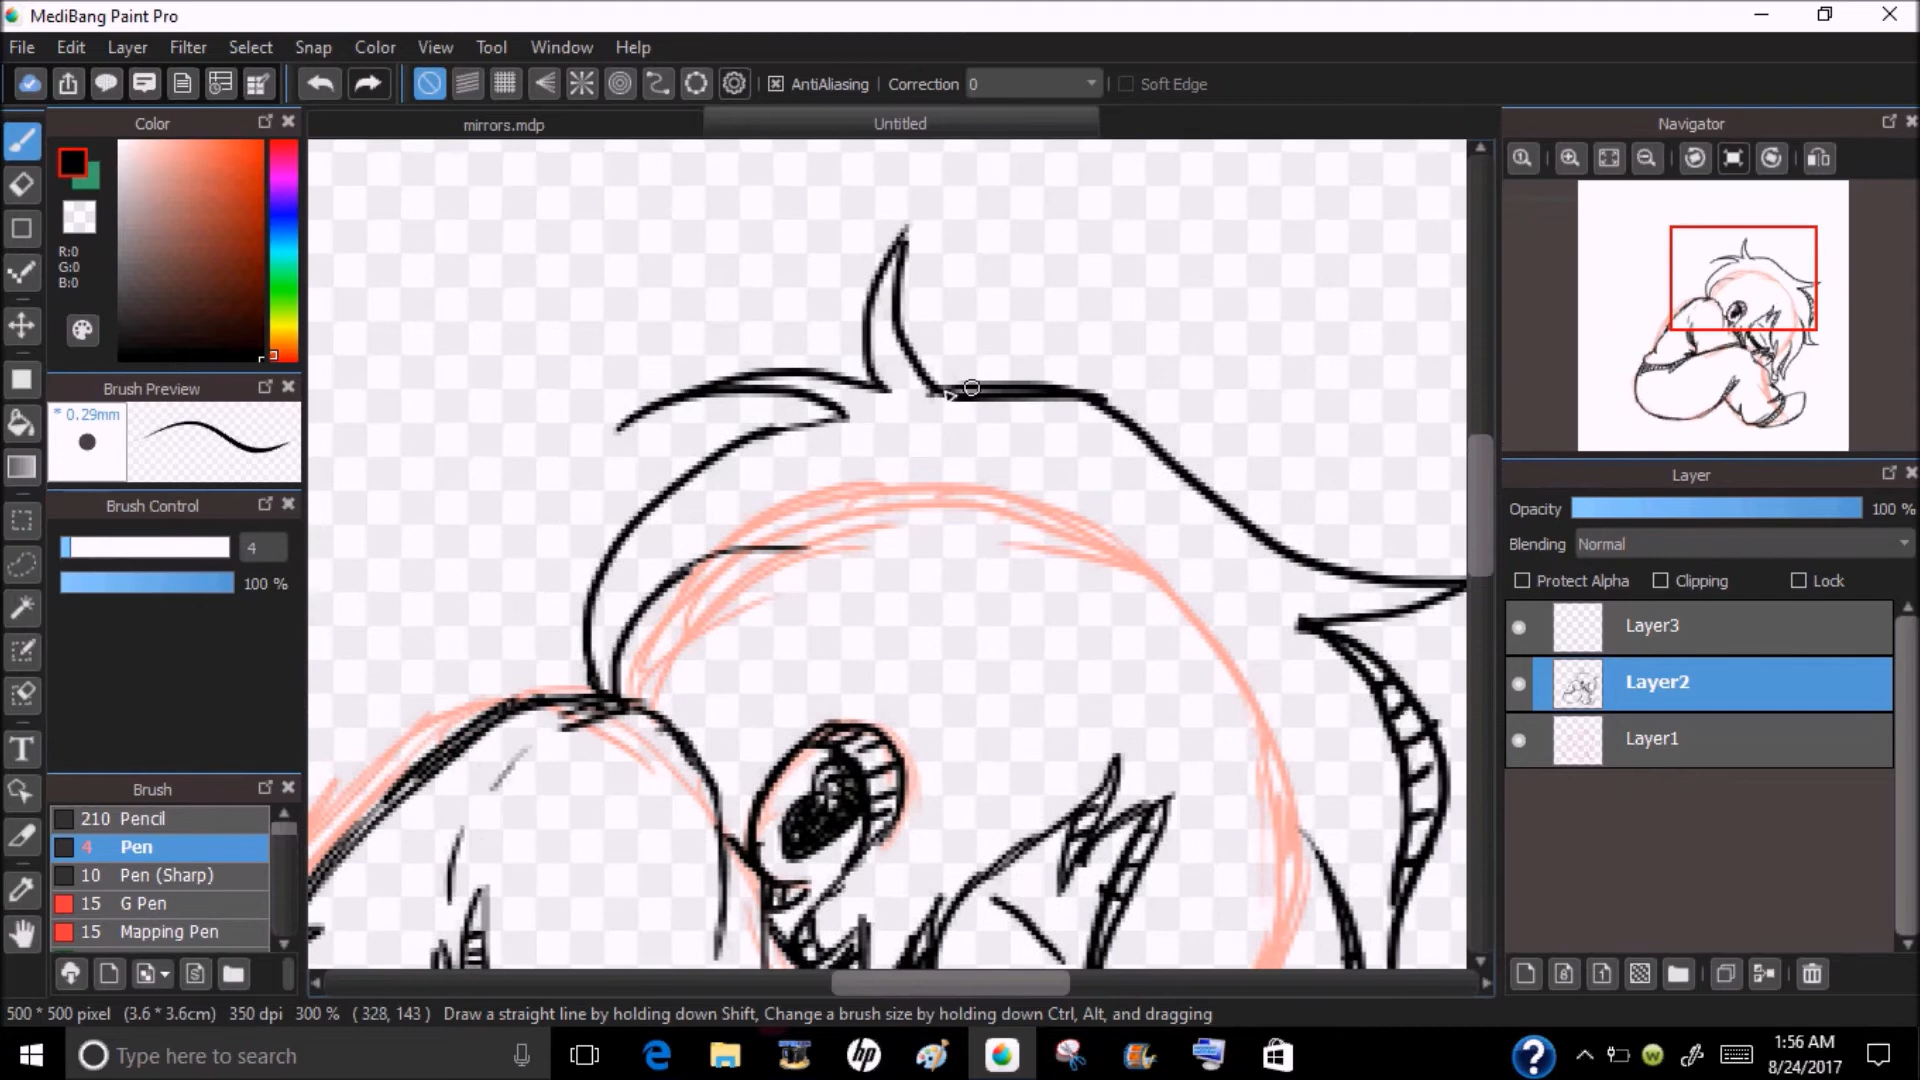 MediBang Paint Pro
File Edit Layer Filter Select Snap Color View Tool Window Help
AntiAliasing Correction 0 Soft Edge
Color
R:0
G:0
B:0
Brush Preview
* 0.29mm
Brush Control
4
100 %
Brush
210 Pencil
4 Pen
10 Pen (Sharp)
15 G Pen
15 Mapping Pen
mirrors.mdp Untitled
Navigator
Layer
Opacity 100 %
Blending Normal
Protect Alpha Clipping Lock
Layer3
Layer2
Layer1
500 * 500 pixel (3.6 * 3.6cm) 350 dpi 300 % ( 328, 143 ) Draw a straight line by holding down Shift, Change a brush size by holding down Ctrl, Alt, and dragging
Type here to search
1:56 AM
8/24/2017